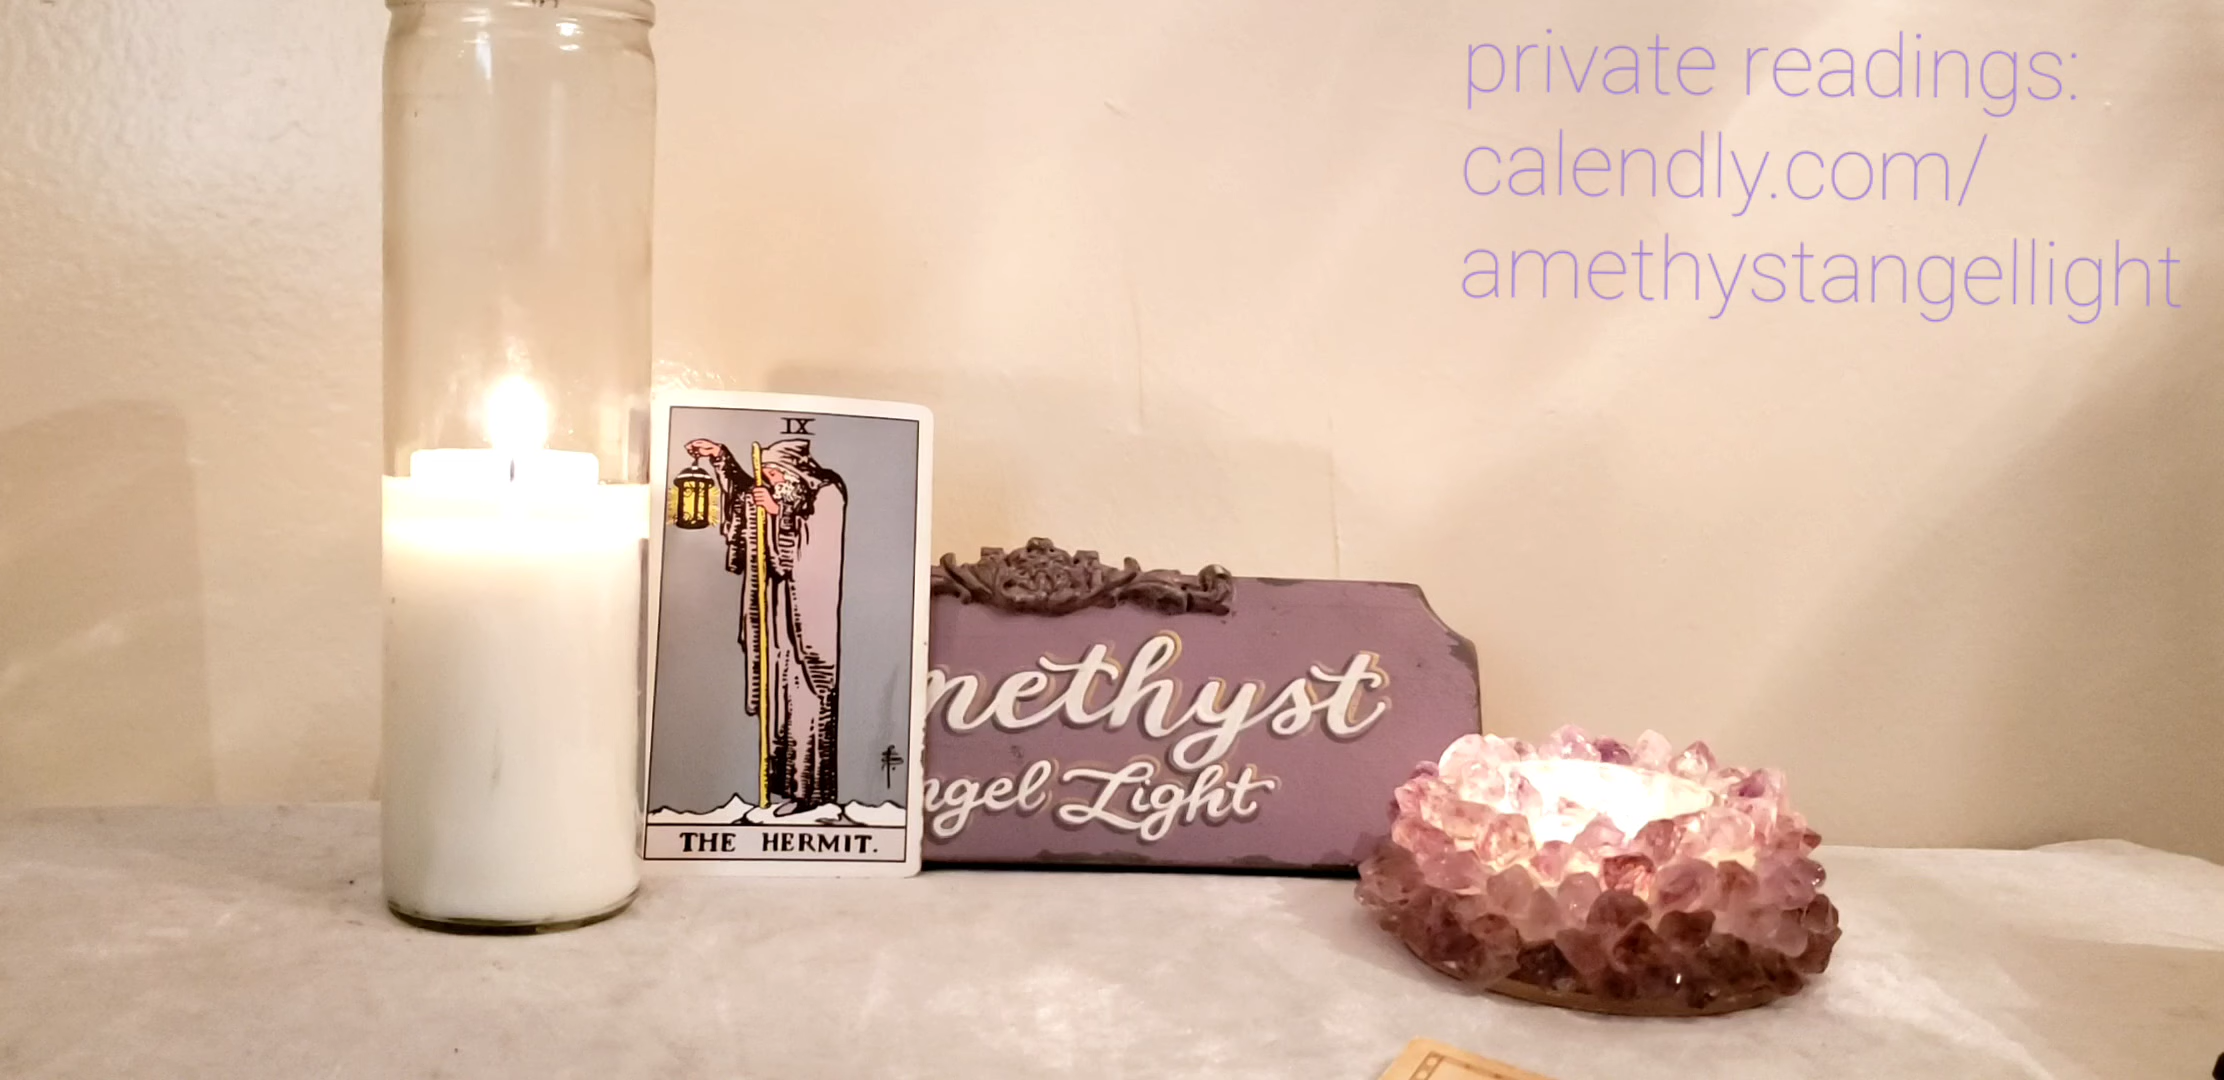 private readings:
calendly.com/
amethystangellight
IX
THE HERMIT.
methyst
ngel Light